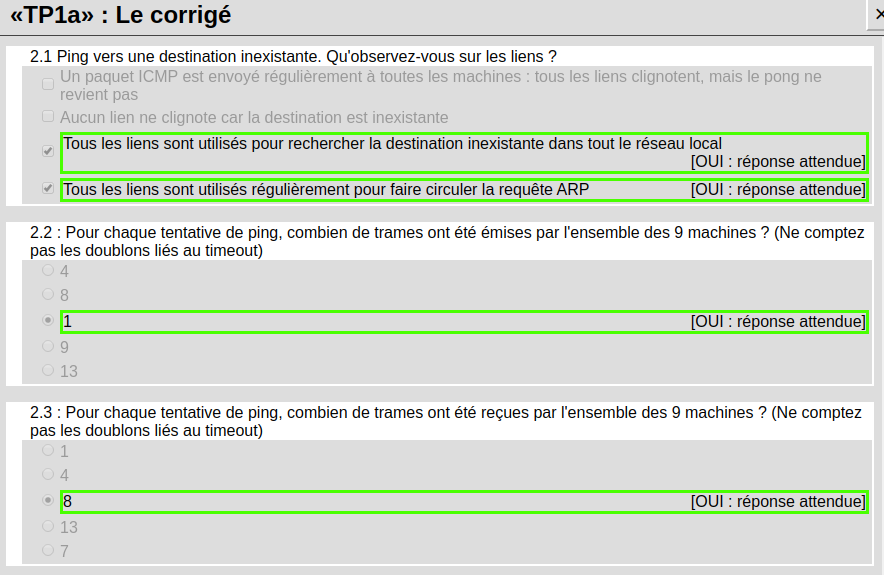 «TP1a» : Le corrigé
2.1 Ping vers une destination inexistante. Qu'observez-vous sur les liens ?
Un paquet ICMP est envoyé régulièrement à toutes les machines : tous les liens clignotent, mais le pong ne
revient pas
Aucun lien ne clignote car la destination est inexistante
Tous les liens sont utilisés pour rechercher la destination inexistante dans tout le réseau local
[OUI : réponse attendue]
Tous les liens sont utilisés régulièrement pour faire circuler la requête ARP [OUI : réponse attendue]
2.2 : Pour chaque tentative de ping, combien de trames ont été émises par l'ensemble des 9 machines ? (Ne comptez
pas les doublons liés au timeout)
4
8
1 [OUI : réponse attendue]
9
13
2.3 : Pour chaque tentative de ping, combien de trames ont été reçues par l'ensemble des 9 machines ? (Ne comptez
pas les doublons liés au timeout)
1
4
8 [OUI : réponse attendue]
13
7